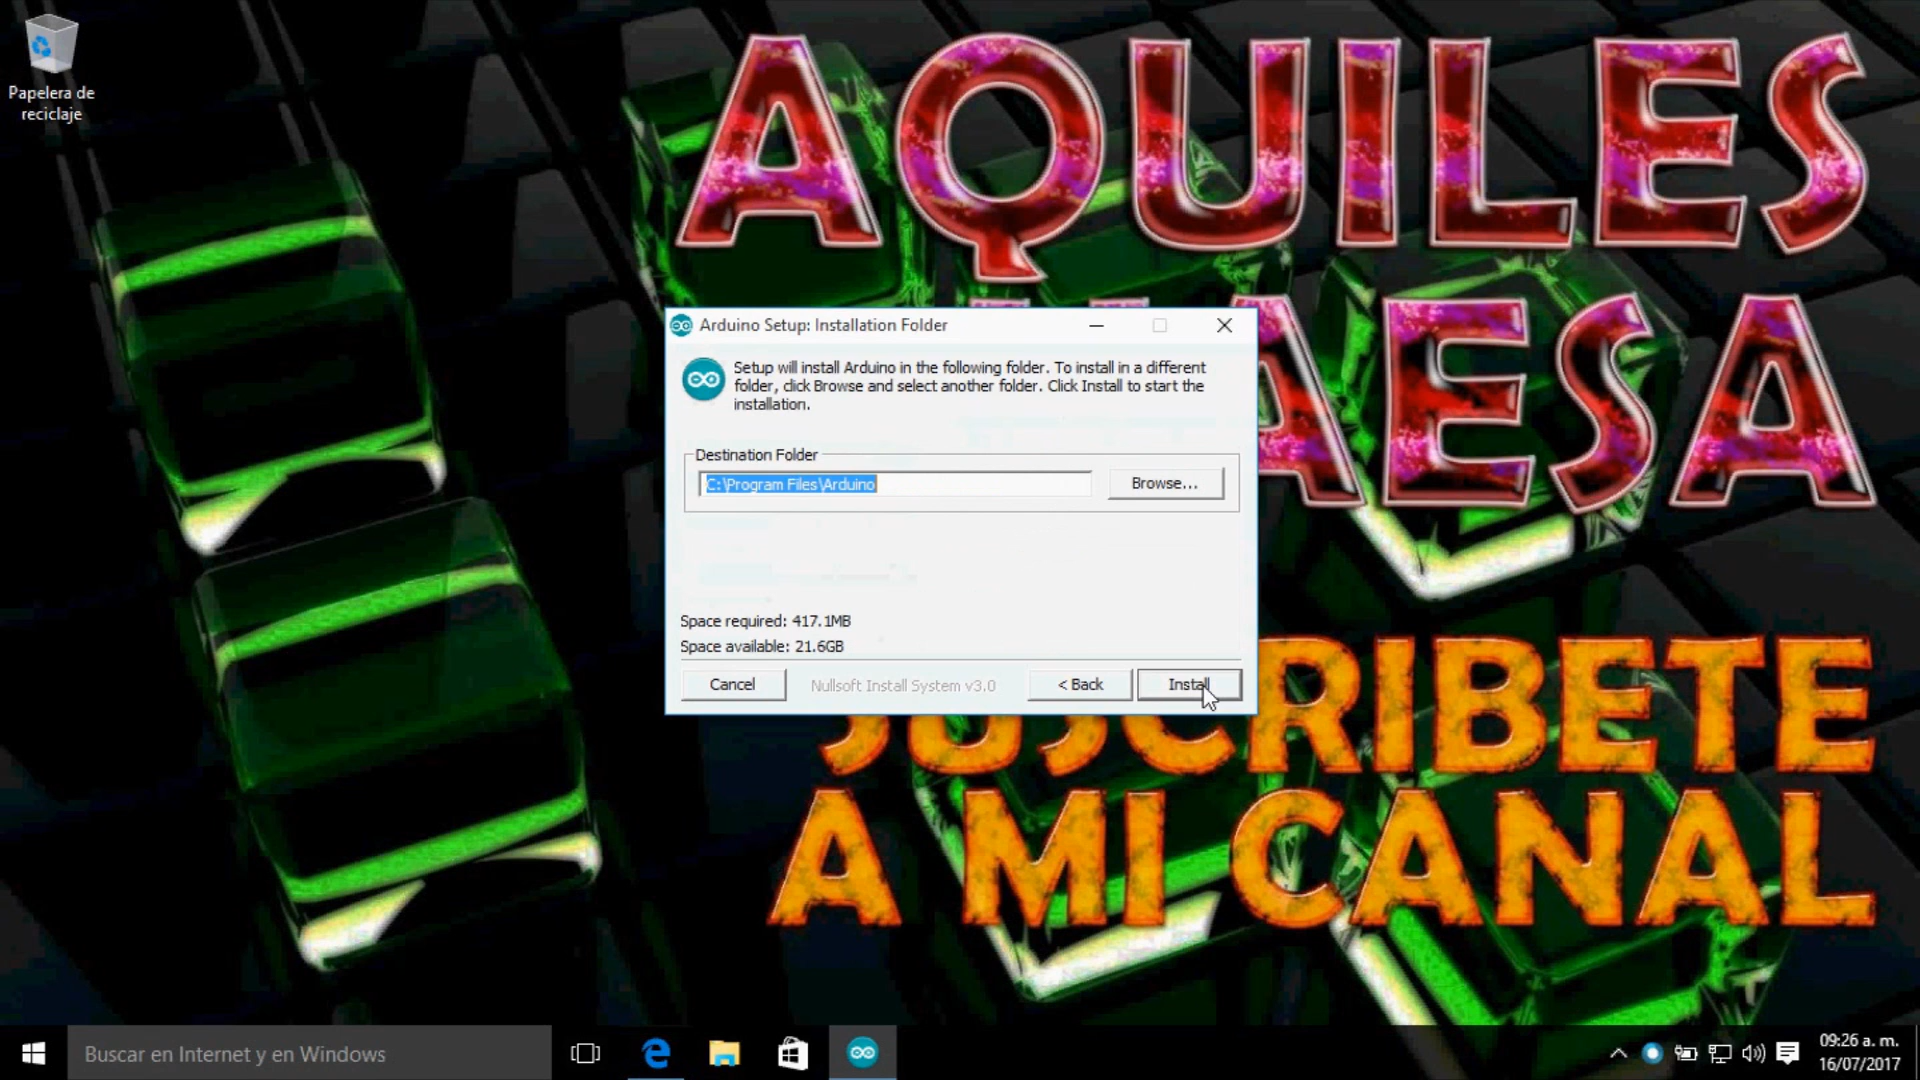 Papelera de
reciclaje
AQUILES
AESA
Arduino Setup: Installation Folder
Setup will install Arduino in the following folder. To install in a different
folder, click Browse and select another folder. Click Install to start the
installation.
Destination Folder
C:\Program Files\Arduino
Browse...
Space required: 417.1MB
Space available: 21.6GB
Cancel
Nullsoft Install System v3.0
< Back
Install
SUSCRIBETE
A MI CANAL
Buscar en Internet y en Windows
09:26 a. m.
16/07/2017